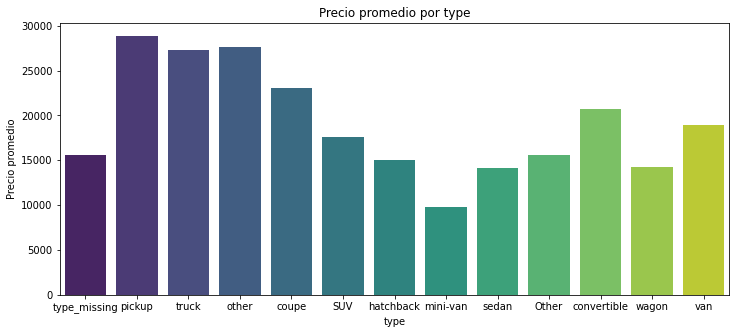 Precio promedio por type
Precio promedio
30000
25000
20000
15000
10000
5000
0
type_missing pickup truck other coupe SUV hatchback mini-van sedan Other convertible wagon van
type